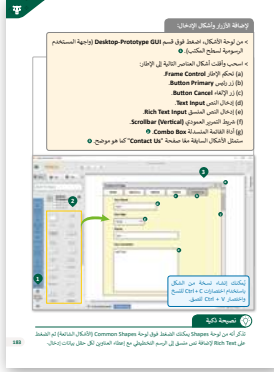 لإضافة الأزرار وأشكال الإدخال:
> من لوحة الأشكال، اضغط فوق قسم Desktop-Prototype GUI (واجهة المستخدم الرسومية لسطح المكتب). 1
> اسحب وأفلت أشكال العناصر التالية إلى الإطار:
(a) تحكم الإطار Frame Control.
(b) زر رئيس Button Primary.
(c) زر الإلغاء Button Cancel.
(d) إدخال النص Text Input.
(e) إدخال النص المنسق Rich Text Input.
(f) شريط التمرير العمودي Scrollbar (Vertical).
(g) أداة القائمة المنسدلة Combo Box. 2
ستمثل الأشكال السابقة معًا صفحة "Contact Us" كما هو موضح. 3
يُمكنك إنشاء نسخة من الشكل
باستخدام اختصارات Ctrl + C للنسخ
واختصار Ctrl + V للصق.
نصيحة ذكية
تذكر أنه من لوحة Shapes يمكنك الضغط فوق لوحة Common Shapes (الأشكال الشائعة) ثم الضغط
على Rich Text لإضافة نص منسق إلى الرسم التخطيطي مع إعطاء العناوين لكل حقل بيانات إدخال.
183